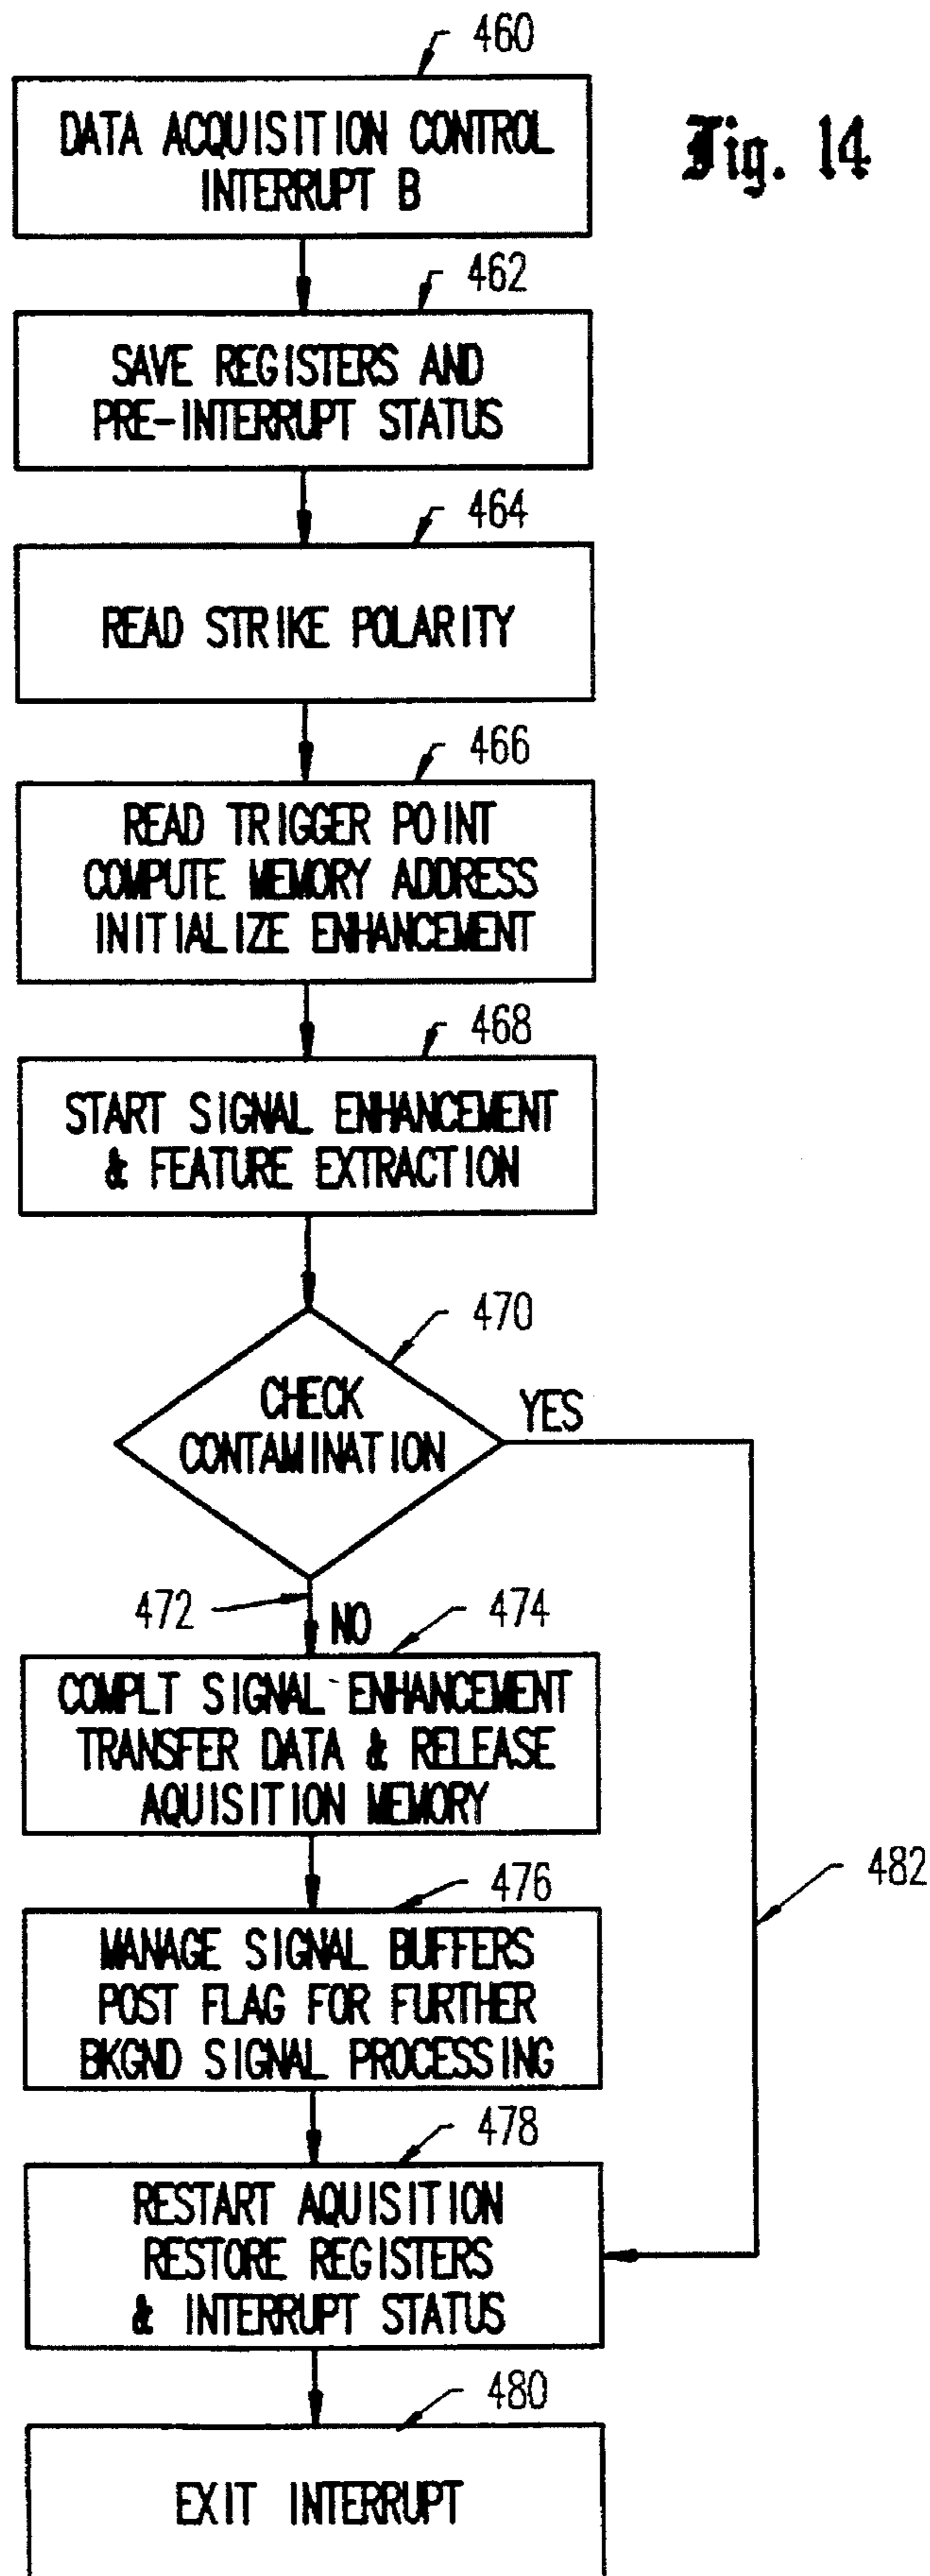 460
Fig. 14
DATA ACQUISITION CONTROL
INTERRUPT B
462
SAVE REGISTERS AND
PRE-INTERRUPT STATUS
464
READ STRIKE POLARITY
466
READ TRIGGER POINT
COMPUTE MEMORY ADDRESS
INITIALIZE ENHANCEMENT
468
START SIGNAL ENHANCEMENT
& FEATURE EXTRACTION
470
CHECK
CONTAMINATION
YES
472
NO
474
COMPLT SIGNAL ENHANCEMENT
TRANSFER DATA & RELEASE
AQUISITION MEMORY
482
476
MANAGE SIGNAL BUFFERS
POST FLAG FOR FURTHER
BKGND SIGNAL PROCESSING
478
RESTART AQUISITION
RESTORE REGISTERS
& INTERRUPT STATUS
480
EXIT INTERRUPT